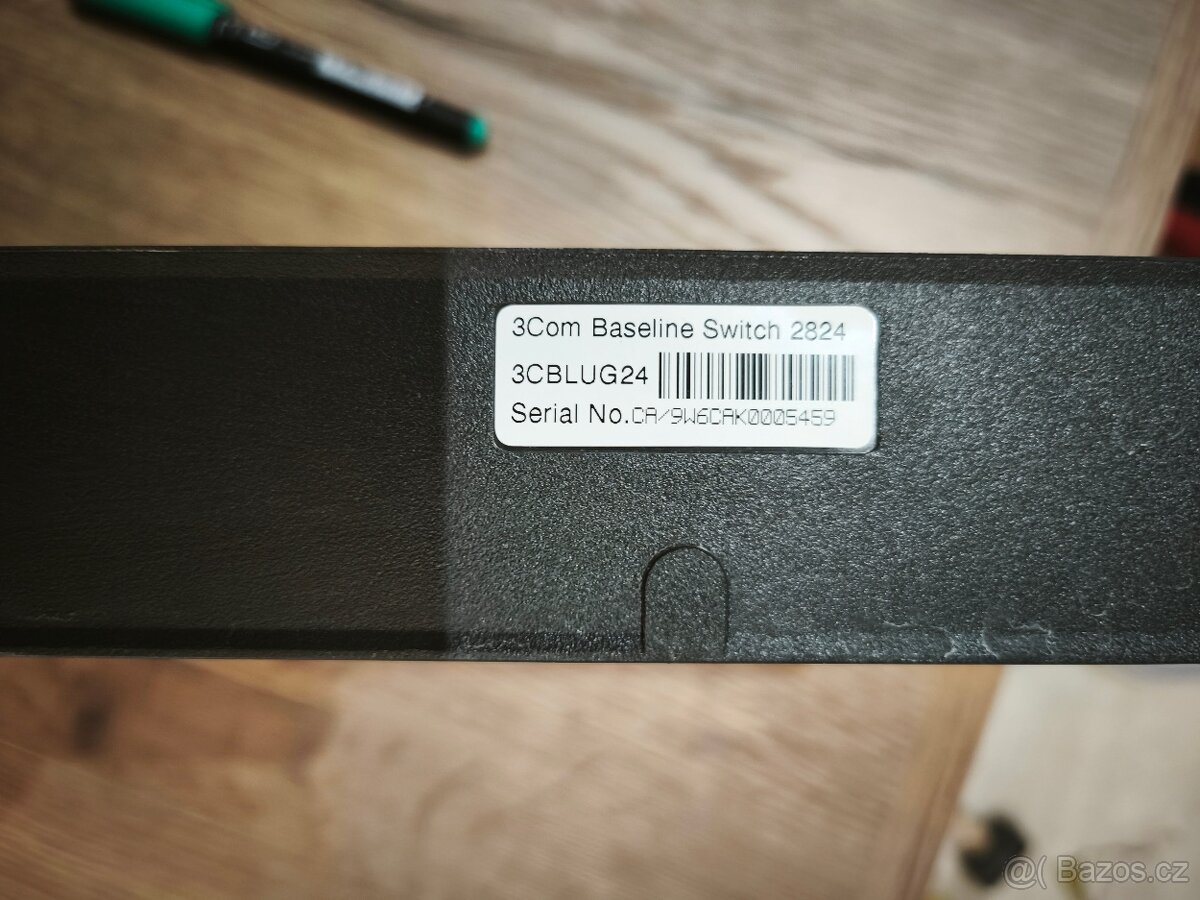 3Com Baseline Switch 2824
3CBLUG24
Serial No.CA/9W6CAK0005459
@( Bazos.cz